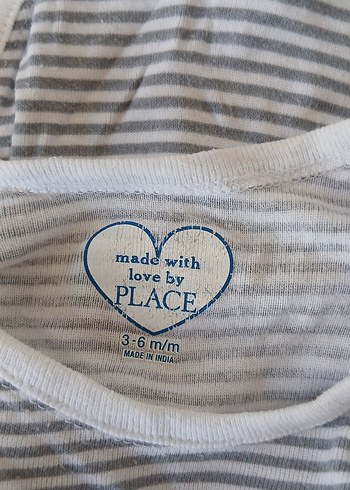 made with
love by
PLACE
3-6 m/m
MADE IN INDIA